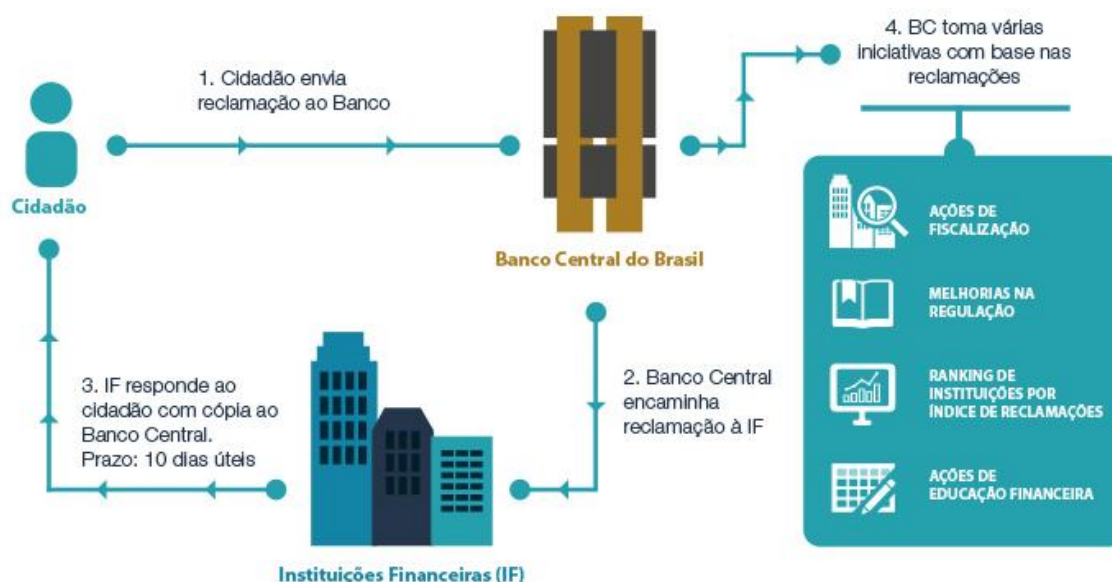 1. Cidadão envia
reclamação ao Banco
Cidadão
Banco Central do Brasil
2. Banco Central
encaminha
reclamação à IF
3. IF responde ao
cidadão com cópia ao
Banco Central.
Prazo: 10 dias úteis
Instituições Financeiras (IF)
4. BC toma várias
iniciativas com base nas
reclamações
AÇÕES DE
FISCALIZAÇÃO
MELHORIAS NA
REGULAÇÃO
RANKING DE
INSTITUIÇÕES POR
ÍNDICE DE RECLAMAÇÕES
AÇÕES DE
EDUCAÇÃO FINANCEIRA